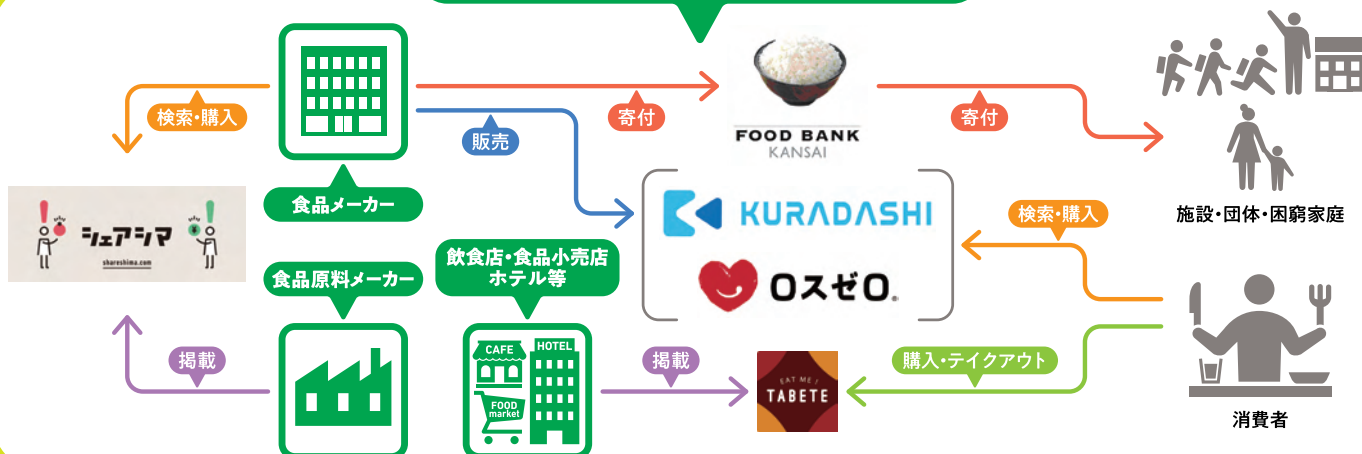 検索・購入
食品メーカー
寄付
販売
FOOD BANK
KANSAI
寄付
施設・団体・困窮家庭
シェアシマ
shareshima.com
食品原料メーカー
飲食店・食品小売店
ホテル等
KURADASHI
ロスゼロ®
検索・購入
掲載
CAFE
HOTEL
FOOD
market
掲載
EAT ME!
TABETE
購入・テイクアウト
消費者